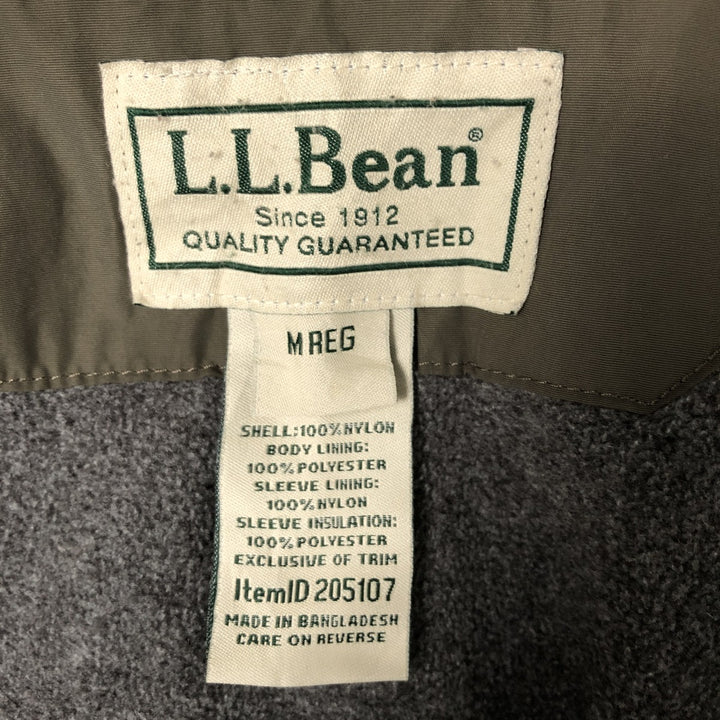 L.L.Bean®
Since 1912
QUALITY GUARANTEED
M REG
SHELL:100%NYLON
BODY LINING:
100%POLYESTER
SLEEVE LINING:
100%NYLON
SLEEVE INSULATION:
100%POLYESTER
EXCLUSIVE OF TRIM
ItemID 205107
MADE IN BANGLADESH
CARE ON REVERSE